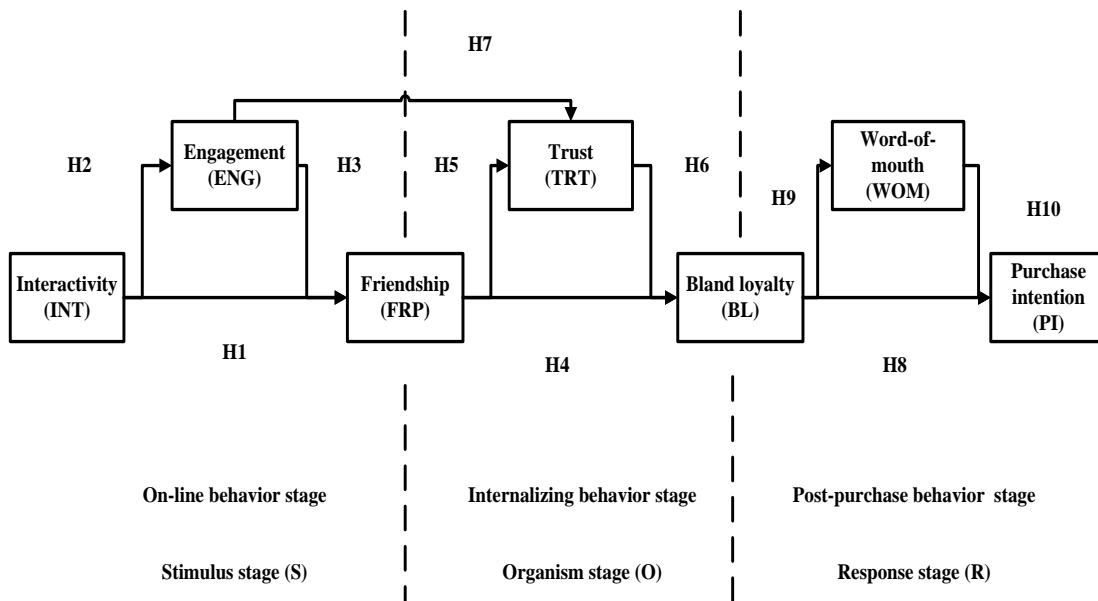 H7
Engagement
(ENG)
Trust
(TRT)
Word-of-
mouth
(WOM)
H2
H3
H5
H6
H9
H10
Interactivity
(INT)
Friendship
(FRP)
Bland loyalty
(BL)
Purchase
intention
(PI)
H1
H4
H8
On-line behavior stage
Internalizing behavior stage
Post-purchase behavior stage
Stimulus stage (S)
Organism stage (O)
Response stage (R)